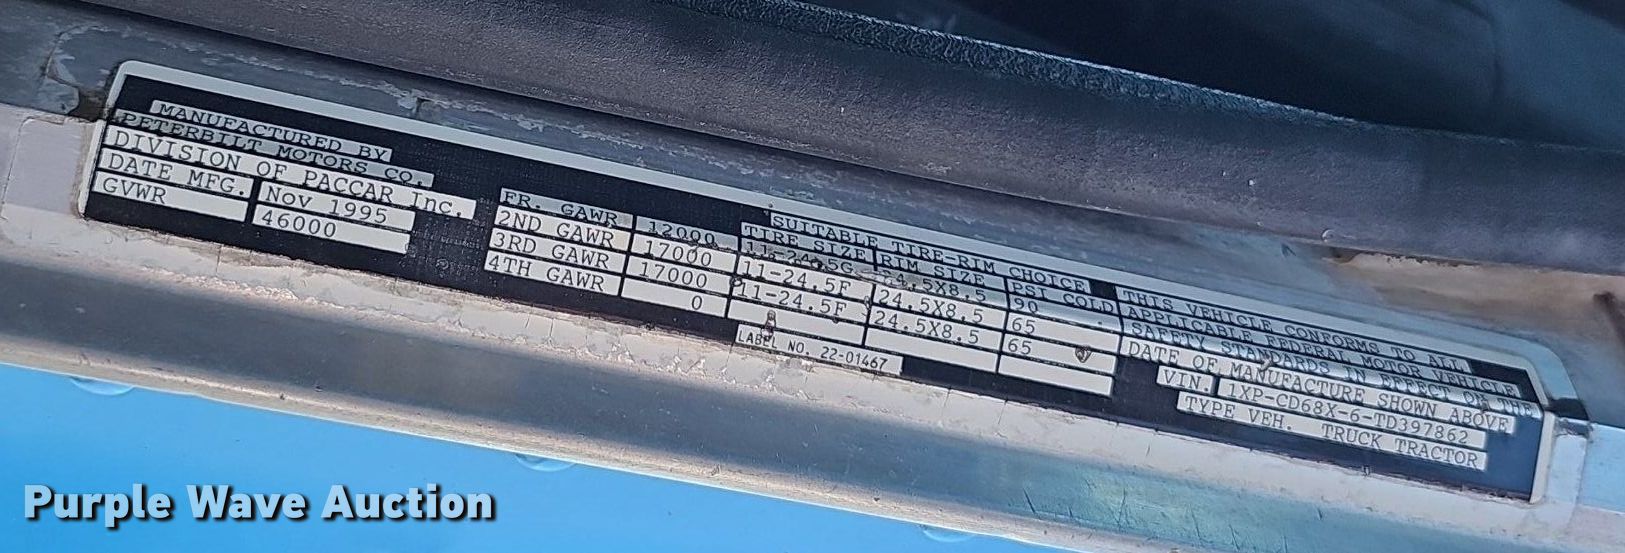 MANUFACTURED BY
PETERBILT MOTORS CO.
DIVISION OF PACCAR Inc.
DATE MFG. Nov 1995
GVWR 46000
SUITABLE TIRE-RIM CHOICE
TIRE SIZE RIM SIZE PSI COLD
FR. GAWR 12000 11-24.5G 24.5X8.5 90
2ND GAWR 17000 11-24.5F 24.5X8.5 65
3RD GAWR 17000 11-24.5F 24.5X8.5 65
4TH GAWR 0
LABEL NO. 22-01467
THIS VEHICLE CONFORMS TO ALL
APPLICABLE FEDERAL MOTOR VEHICLE
SAFETY STANDARDS IN EFFECT ON THE
DATE OF MANUFACTURE SHOWN ABOVE
VIN. 1XP-CD68X-6-TD397862
TYPE VEH. TRUCK TRACTOR
Purple Wave Auction